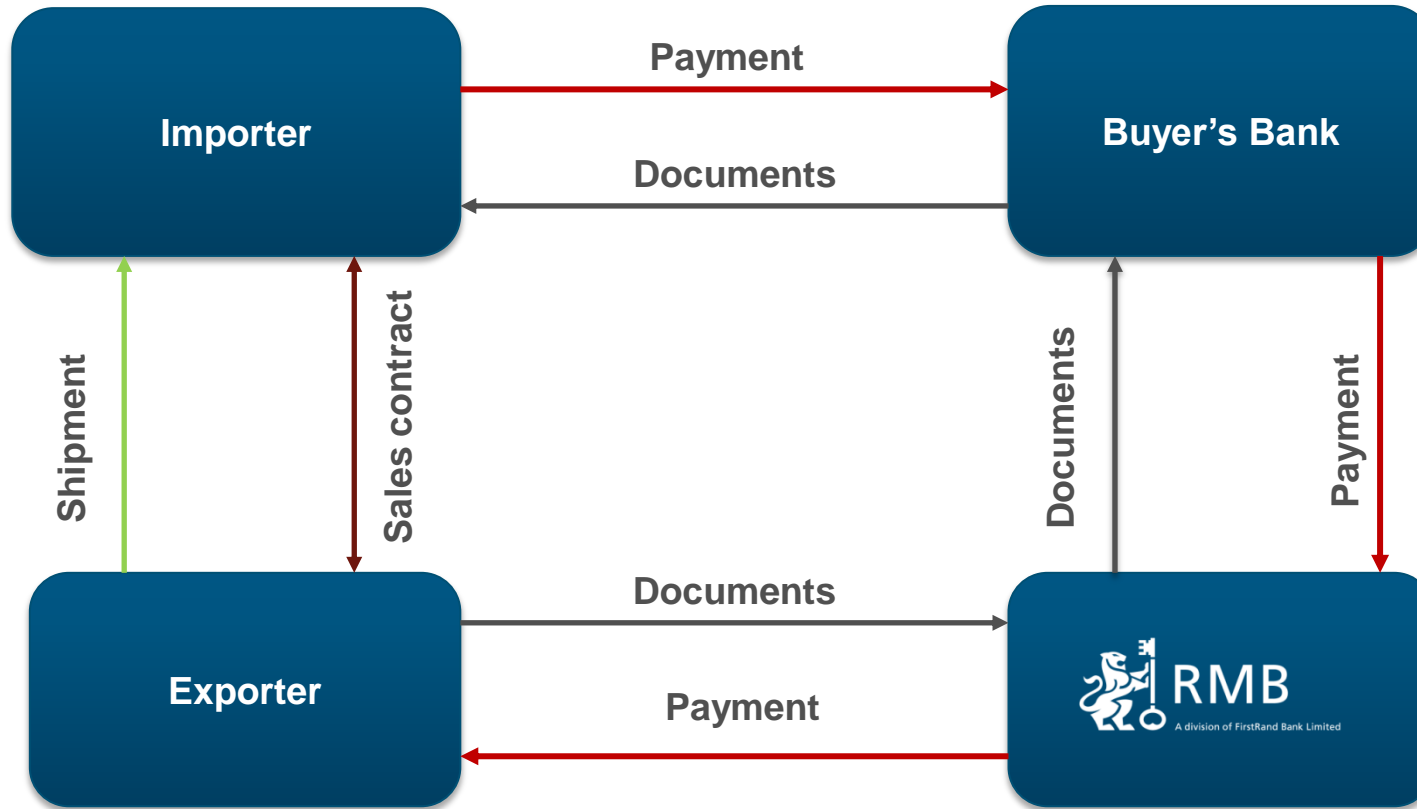 Payment
Importer
Buyer’s Bank
Documents
Shipment
Sales contract
Documents
Payment
Documents
Exporter
RMB
A division of FirstRand Bank Limited
Payment